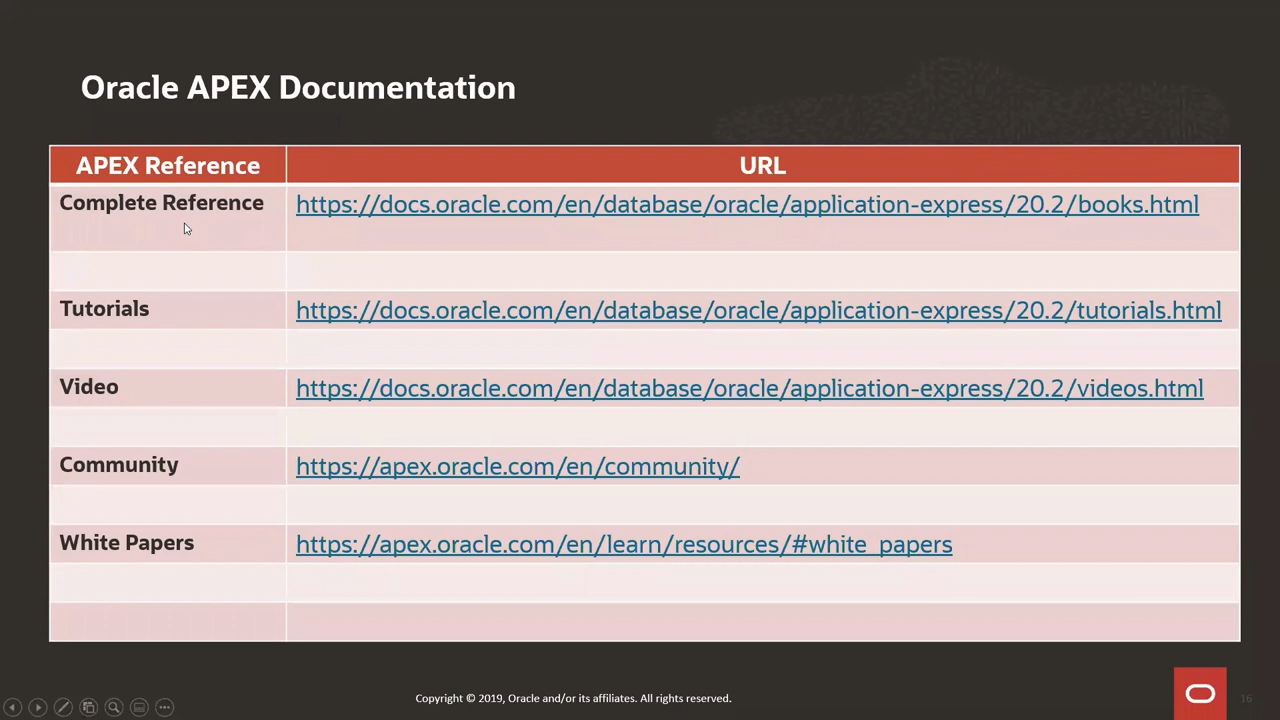 Oracle APEX Documentation
APEX Reference URL
Complete Reference https://docs.oracle.com/en/database/oracle/application-express/20.2/books.html
Tutorials https://docs.oracle.com/en/database/oracle/application-express/20.2/tutorials.html
Video https://docs.oracle.com/en/database/oracle/application-express/20.2/videos.html
Community https://apex.oracle.com/en/community/
White Papers https://apex.oracle.com/en/learn/resources/#white_papers
Copyright © 2019, Oracle and/or its affiliates. All rights reserved.
16